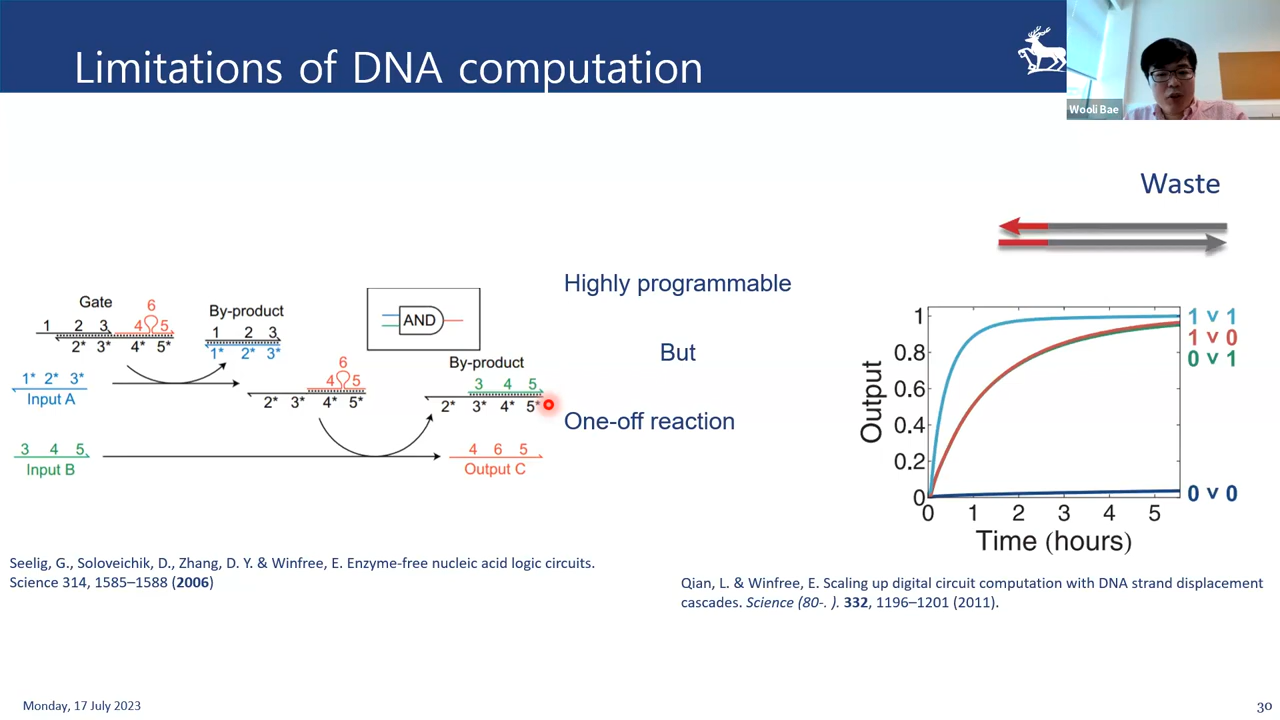 Limitations of DNA computation
Wooli Bae
Waste
Highly programmable
But
One-off reaction
Gate
6
1 2 3 4 5
2* 3* 4* 5*
By-product
1 2 3
1* 2* 3*
AND
1* 2* 3*
Input A
6
4 5
2* 3* 4* 5*
By-product
3 4 5
2* 3* 4* 5*
3 4 5
Input B
4 6 5
Output C
1
0.8
0.6
0.4
0.2
0
Output
0 1 2 3 4 5
Time (hours)
1 v 1
1 v 0
0 v 1
0 v 0
Seelig, G., Soloveichik, D., Zhang, D. Y. & Winfree, E. Enzyme-free nucleic acid logic circuits.
Science 314, 1585–1588 (2006)
Qian, L. & Winfree, E. Scaling up digital circuit computation with DNA strand displacement
cascades. Science (80-. ). 332, 1196–1201 (2011).
Monday, 17 July 2023
30